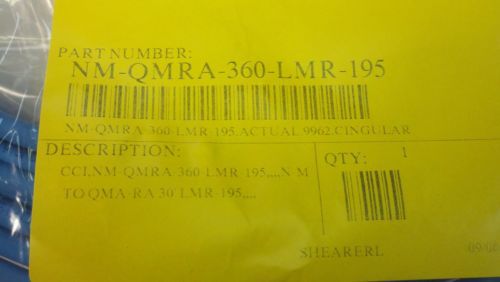 PART NUMBER:
NM-QMRA-360-LMR-195
NM-QMRA-360-LMR-195.ACTUAL.9962.CINGULAR
DESCRIPTION:
CCI,NM-QMRA-360-LMR-195,,,,N-M
TO QMA-RA 30' LMR-195,,,,
QTY: 1
SHEARERL